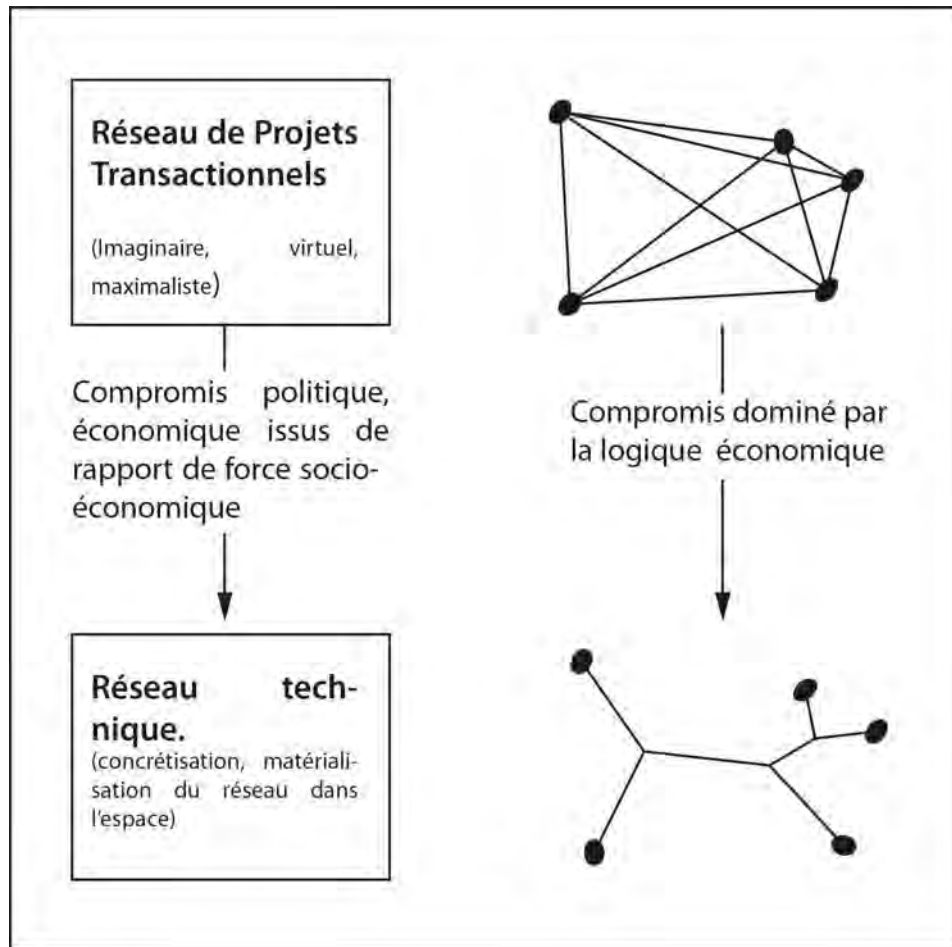 Réseau de Projets
Transactionnels
(Imaginaire, virtuel,
maximaliste)
Compromis politique,
économique issus de
rapport de force socio-
économique
Compromis dominé par
la logique économique
Réseau tech-
nique.
(concrétisation, matériali-
sation du réseau dans
l'espace)